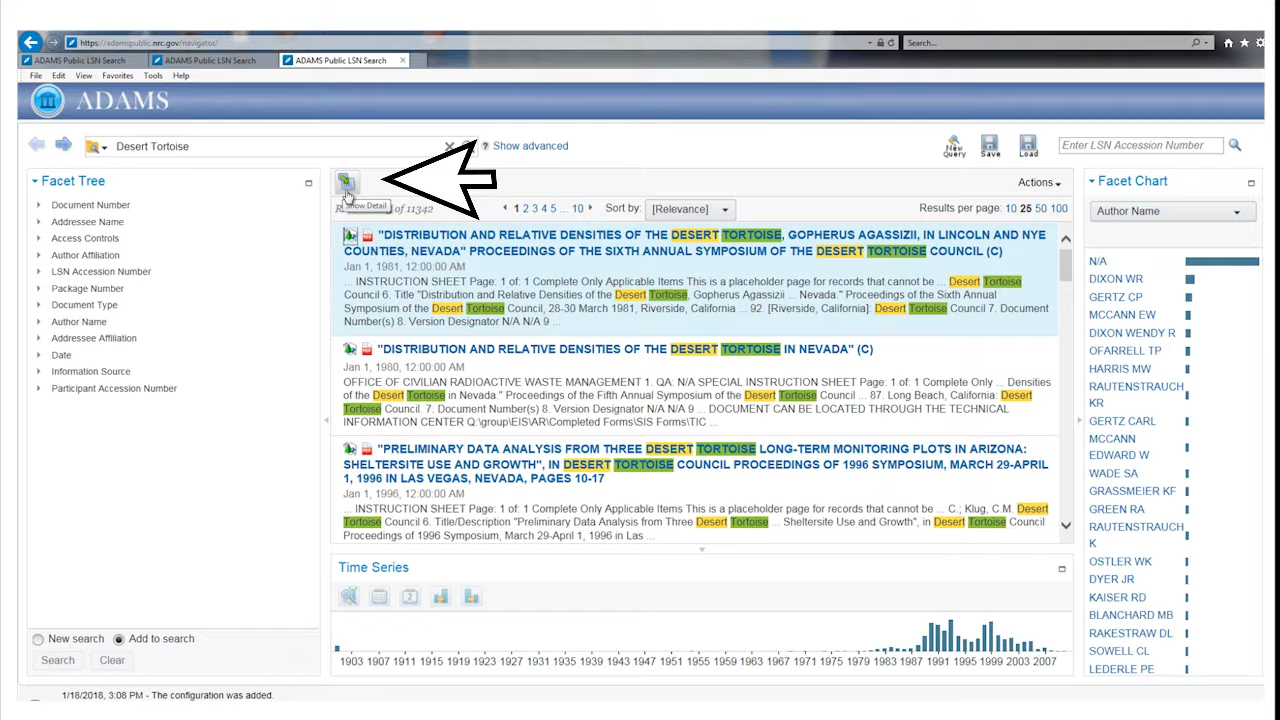 https://adamspublic.nrc.gov/navigator/
Search...
ADAMS Public LSN Search
ADAMS Public LSN Search
ADAMS Public LSN Search
File Edit View Favorites Tools Help
ADAMS
Desert Tortoise
? Show advanced
New Query
Save
Load
Enter LSN Accession Number
Facet Tree
Document Number
Addressee Name
Access Controls
Author Affiliation
LSN Accession Number
Package Number
Document Type
Author Name
Addressee Affiliation
Date
Information Source
Participant Accession Number
New search
Add to search
Search
Clear
Actions
Show Detail
of 11342
1 2 3 4 5 ... 10
Sort by: [Relevance]
Results per page: 10 25 50 100
"DISTRIBUTION AND RELATIVE DENSITIES OF THE DESERT TORTOISE, GOPHERUS AGASSIZII, IN LINCOLN AND NYE
COUNTIES, NEVADA" PROCEEDINGS OF THE SIXTH ANNUAL SYMPOSIUM OF THE DESERT TORTOISE COUNCIL (C)
Jan 1, 1981, 12:00:00 AM
... INSTRUCTION SHEET Page: 1 of: 1 Complete Only Applicable Items This is a placeholder page for records that cannot be ... Desert Tortoise
Council 6. Title "Distribution and Relative Densities of the Desert Tortoise, Gopherus Agassizii ... Nevada." Proceedings of the Sixth Annual
Symposium of the Desert Tortoise Council, 28-30 March 1981, Riverside, California ... 92. [Riverside, California]: Desert Tortoise Council 7. Document
Number(s) 8. Version Designator N/A N/A 9 ...
"DISTRIBUTION AND RELATIVE DENSITIES OF THE DESERT TORTOISE IN NEVADA" (C)
Jan 1, 1980, 12:00:00 AM
OFFICE OF CIVILIAN RADIOACTIVE WASTE MANAGEMENT 1. QA: N/A SPECIAL INSTRUCTION SHEET Page: 1 of: 1 Complete Only ... Densities
of the Desert Tortoise in Nevada." Proceedings of the Fifth Annual Symposium of the Desert Tortoise Council ... 87. Long Beach, California: Desert
Tortoise Council. 7. Document Number(s) 8. Version Designator N/A N/A 9 ... DOCUMENT CAN BE LOCATED THROUGH THE TECHNICAL
INFORMATION CENTER Q:\group\EIS\AR\Completed Forms\SIS Forms\TIC ...
"PRELIMINARY DATA ANALYSIS FROM THREE DESERT TORTOISE LONG-TERM MONITORING PLOTS IN ARIZONA:
SHELTERSITE USE AND GROWTH", IN DESERT TORTOISE COUNCIL PROCEEDINGS OF 1996 SYMPOSIUM, MARCH 29-APRIL
1, 1996 IN LAS VEGAS, NEVADA, PAGES 10-17
Jan 1, 1996, 12:00:00 AM
... INSTRUCTION SHEET Page: 1 of: 1 Complete Only Applicable Items This is a placeholder page for records that cannot be ... C.; Klug, C.M. Desert
Tortoise Council 6. Title/Description "Preliminary Data Analysis from Three Desert Tortoise ... Sheltersite Use and Growth", in Desert Tortoise Council
Proceedings of 1996 Symposium, March 29-April 1, 1996 in Las ...
Time Series
2
1903 1907 1911 1915 1919 1923 1927 1931 1935 1939 1943 1947 1951 1955 1959 1963 1967 1971 1975 1979 1983 1987 1991 1995 1999 2003 2007
Facet Chart
Author Name
N/A
DIXON WR
GERTZ CP
MCCANN EW
DIXON WENDY R
OFARRELL TP
HARRIS MW
RAUTENSTRAUCH
KR
GERTZ CARL
MCCANN
EDWARD W
WADE SA
GRASSMEIER KF
GREEN RA
RAUTENSTRAUCH
K
OSTLER WK
DYER JR
KAISER RD
BLANCHARD MB
RAKESTRAW DL
SOWELL CL
LEDERLE PE
1/18/2018, 3:08 PM - The configuration was added.